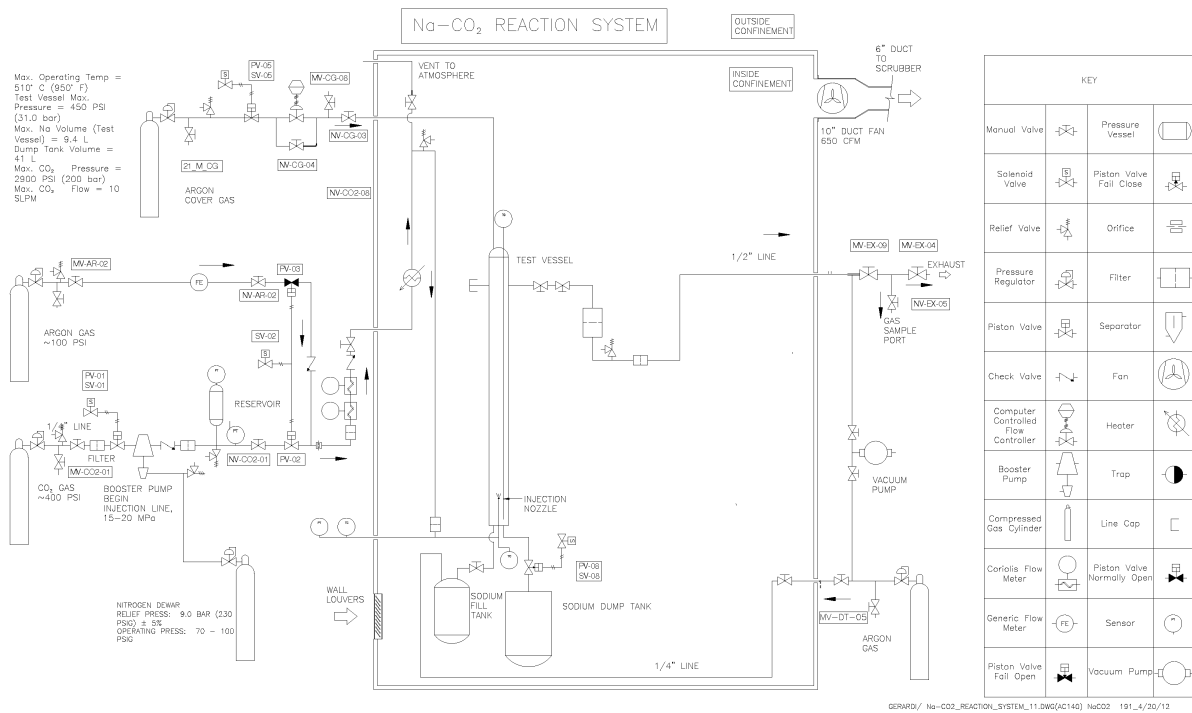 Na-CO₂ REACTION SYSTEM
OUTSIDE
CONFINEMENT
INSIDE
CONFINEMENT
6" DUCT
TO
SCRUBBER
10" DUCT FAN
650 CFM
Max. Operating Temp =
510° C (950° F)
Test Vessel Max.
Pressure = 450 PSI
(31.0 bar)
Max. Na Volume (Test
Vessel) = 9.4 L
Dump Tank Volume =
41 L
Max. CO₂ Pressure =
2900 PSI (200 bar)
Max. CO₂ Flow = 10
SLPM
S
PV-05
SV-05
MV-CG-08
NV-CG-03
NV-CG-04
21_M_CG
NV-CO2-08
ARGON
COVER GAS
VENT TO
ATMOSPHERE
MV-AR-02
FE
PV-03
NV-AR-02
ARGON GAS
~100 PSI
SV-02
S
PV-01
SV-01
S
PT
RESERVOIR
1/4" LINE
FILTER
PT
MV-CO2-01
NV-CO2-01
PV-02
CO₂ GAS
~400 PSI
BOOSTER PUMP
BEGIN
INJECTION LINE,
15-20 MPa
NITROGEN DEWAR
RELIEF PRESS: 9.0 BAR (230
PSIG) ± 5%
OPERATING PRESS: 70 - 100
PSIG
TEST VESSEL
1/2" LINE
MV-EX-09
MV-EX-04
EXHAUST
NV-EX-05
GAS
SAMPLE
PORT
VACUUM
PUMP
INJECTION
NOZZLE
S
PV-08
SV-08
WALL
LOUVERS
SODIUM
FILL
TANK
SODIUM DUMP TANK
1/4" LINE
MV-DT-05
ARGON
GAS
KEY
Manual Valve
Pressure
Vessel
Solenoid
Valve
S
Piston Valve
Fail Close
Relief Valve
Orifice
Pressure
Regulator
Filter
Piston Valve
Separator
Check Valve
Fan
Computer
Controlled
Flow
Controller
Heater
Booster
Pump
Trap
Compressed
Gas Cylinder
Line Cap
Coriolis Flow
Meter
Piston Valve
Normally Open
Generic Flow
Meter
FE
Sensor
PT
Piston Valve
Fail Open
Vacuum Pump
GERARDI/ Na-CO2_REACTION_SYSTEM_11.DWG(AC140) NaCO2 191_4/20/12